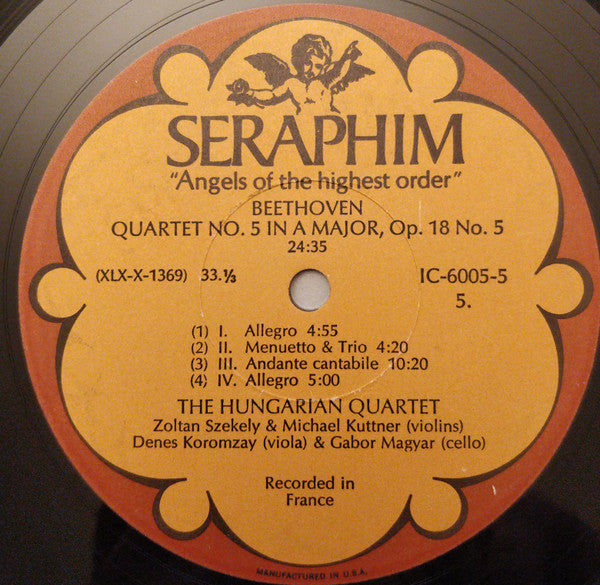 SERAPHIM
"Angels of the highest order"
BEETHOVEN
QUARTET NO. 5 IN A MAJOR, Op. 18 No. 5
24:35
(XLX-X-1369) 33.⅓ IC-6005-5
5.
(1) I. Allegro 4:55
(2) II. Menuetto & Trio 4:20
(3) III. Andante cantabile 10:20
(4) IV. Allegro 5:00
THE HUNGARIAN QUARTET
Zoltan Szekely & Michael Kuttner (violins)
Denes Koromzay (viola) & Gabor Magyar (cello)
Recorded in
France
MANUFACTURED IN U.S.A.